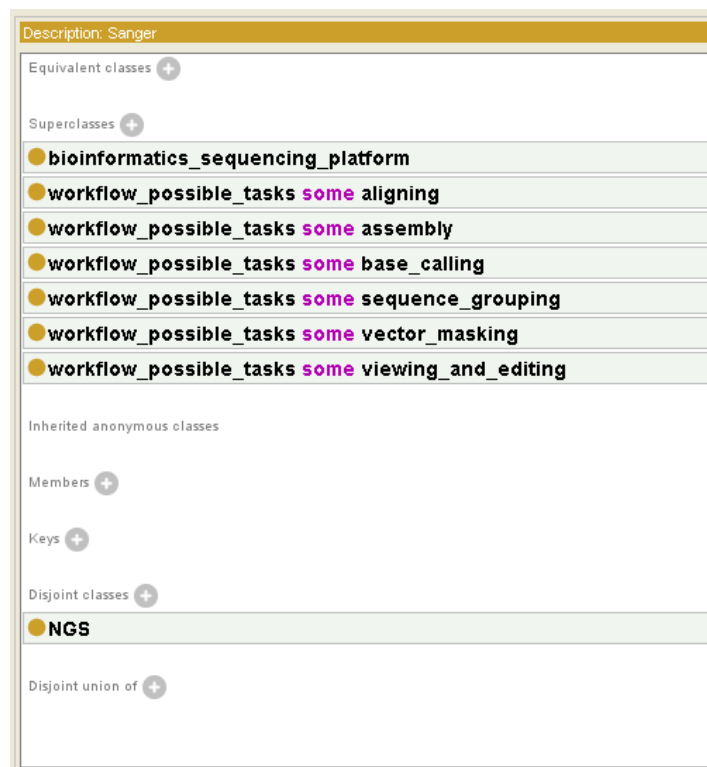 Description: Sanger
Equivalent classes
Superclasses
bioinformatics_sequencing_platform
workflow_possible_tasks some aligning
workflow_possible_tasks some assembly
workflow_possible_tasks some base_calling
workflow_possible_tasks some sequence_grouping
workflow_possible_tasks some vector_masking
workflow_possible_tasks some viewing_and_editing
Inherited anonymous classes
Members
Keys
Disjoint classes
NGS
Disjoint union of